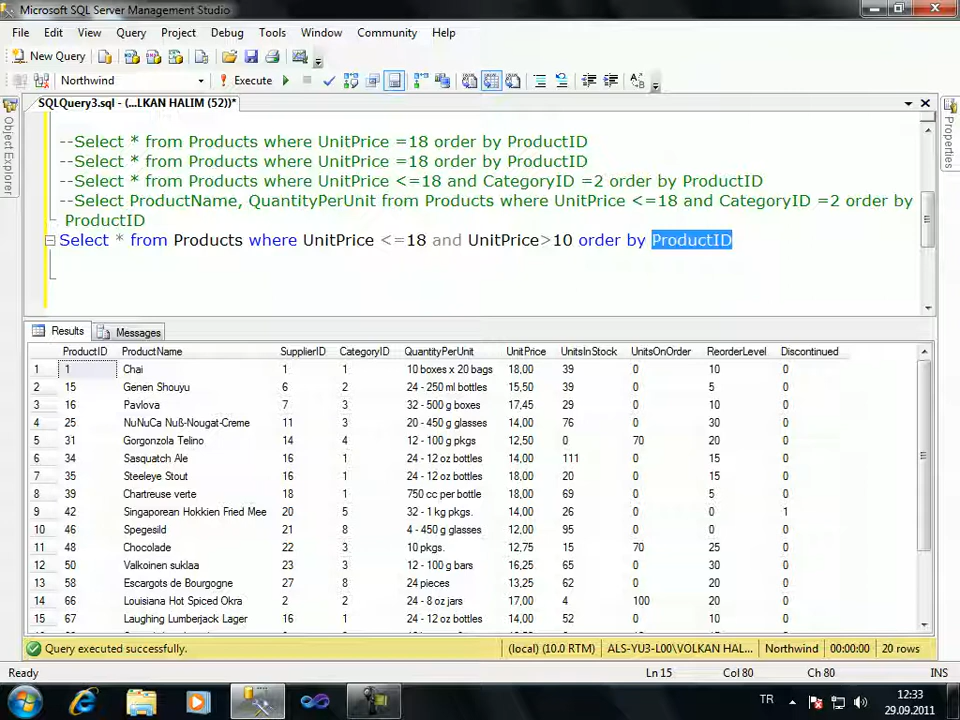 Microsoft SQL Server Management Studio
File Edit View Query Project Debug Tools Window Community Help
New Query
Northwind Execute
SQLQuery3.sql - (...LKAN HALIM (52))*
Object Explorer
Properties
--Select * from Products where UnitPrice =18 order by ProductID
--Select * from Products where UnitPrice =18 order by ProductID
--Select * from Products where UnitPrice <=18 and CategoryID =2 order by ProductID
--Select ProductName, QuantityPerUnit from Products where UnitPrice <=18 and CategoryID =2 order by
ProductID
Select * from Products where UnitPrice <=18 and UnitPrice>10 order by ProductID
Results Messages
ProductID ProductName SupplierID CategoryID QuantityPerUnit UnitPrice UnitsInStock UnitsOnOrder ReorderLevel Discontinued
1 1 Chai 1 1 10 boxes x 20 bags 18,00 39 0 10 0
2 15 Genen Shouyu 6 2 24 - 250 ml bottles 15,50 39 0 5 0
3 16 Pavlova 7 3 32 - 500 g boxes 17,45 29 0 10 0
4 25 NuNuCa Nuß-Nougat-Creme 11 3 20 - 450 g glasses 14,00 76 0 30 0
5 31 Gorgonzola Telino 14 4 12 - 100 g pkgs 12,50 0 70 20 0
6 34 Sasquatch Ale 16 1 24 - 12 oz bottles 14,00 111 0 15 0
7 35 Steeleye Stout 16 1 24 - 12 oz bottles 18,00 20 0 15 0
8 39 Chartreuse verte 18 1 750 cc per bottle 18,00 69 0 5 0
9 42 Singaporean Hokkien Fried Mee 20 5 32 - 1 kg pkgs. 14,00 26 0 0 1
10 46 Spegesild 21 8 4 - 450 g glasses 12,00 95 0 0 0
11 48 Chocolade 22 3 10 pkgs. 12,75 15 70 25 0
12 50 Valkoinen suklaa 23 3 12 - 100 g bars 16,25 65 0 30 0
13 58 Escargots de Bourgogne 27 8 24 pieces 13,25 62 0 20 0
14 66 Louisiana Hot Spiced Okra 2 2 24 - 8 oz jars 17,00 4 100 20 0
15 67 Laughing Lumberjack Lager 16 1 24 - 12 oz bottles 14,00 52 0 10 0
Query executed successfully. (local) (10.0 RTM) ALS-YU3-L00\VOLKAN HAL... Northwind 00:00:00 20 rows
Ready Ln 15 Col 80 Ch 80 INS
TR 12:33
29.09.2011